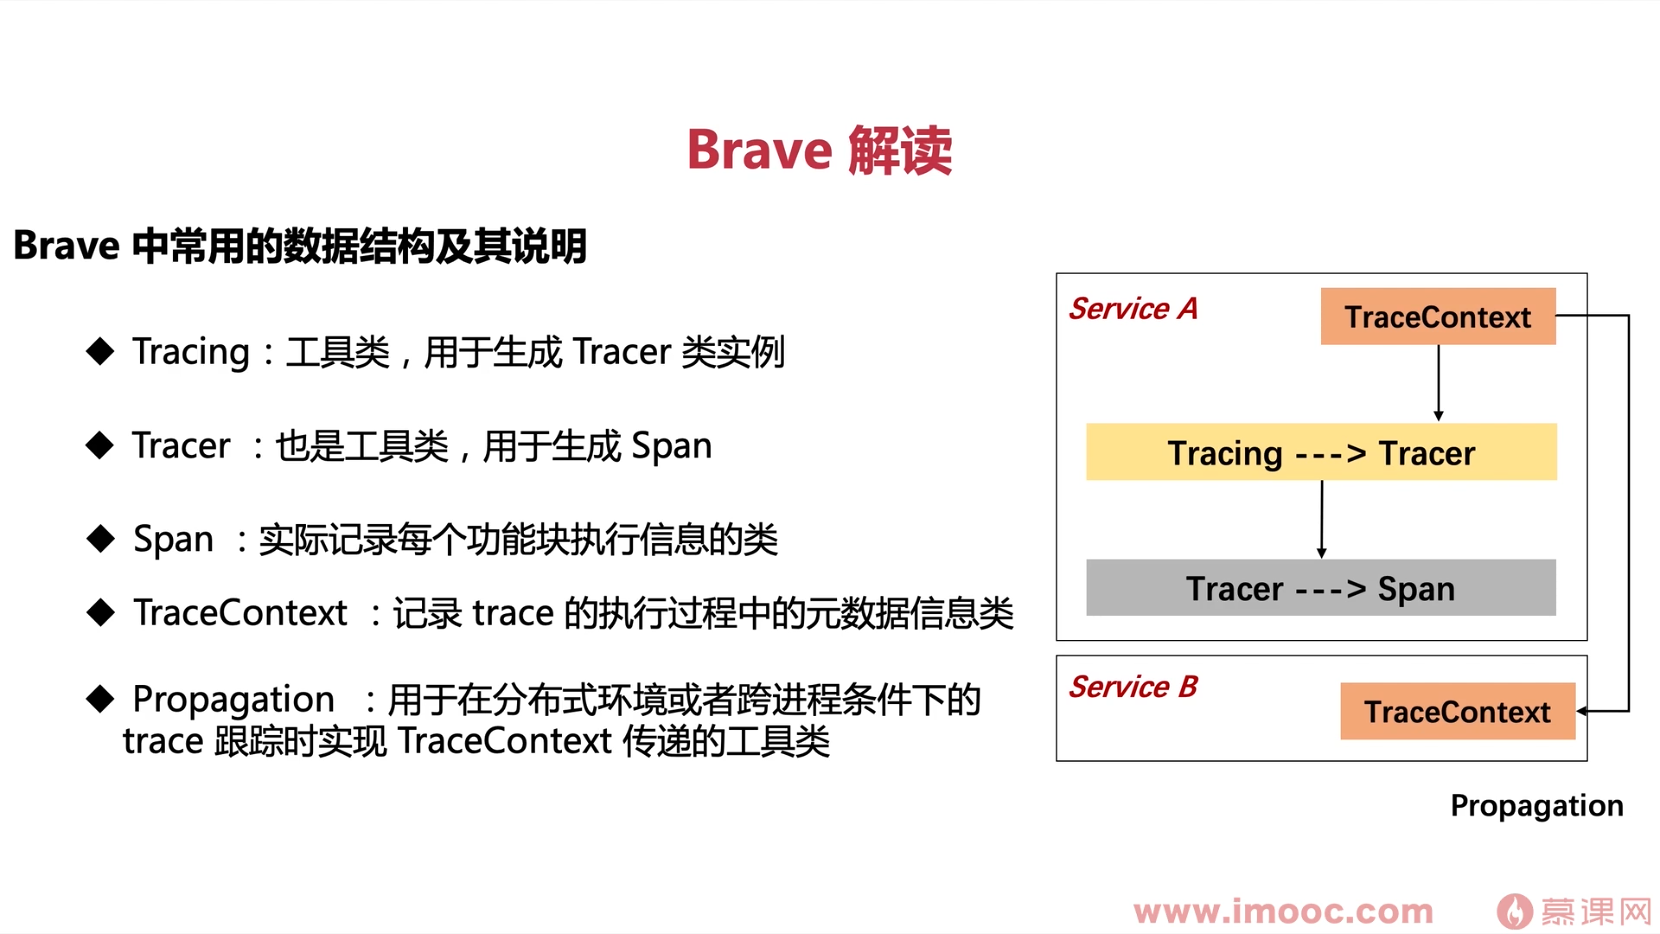 Brave 解读
Brave 中常用的数据结构及其说明
◆ Tracing：工具类，用于生成 Tracer 类实例
◆ Tracer ：也是工具类，用于生成 Span
◆ Span ：实际记录每个功能块执行信息的类
◆ TraceContext ：记录 trace 的执行过程中的元数据信息类
◆ Propagation ：用于在分布式环境或者跨进程条件下的
trace 跟踪时实现 TraceContext 传递的工具类
Service A
TraceContext
Tracing ---> Tracer
Tracer ---> Span
Service B
TraceContext
Propagation
www.imooc.com 慕课网